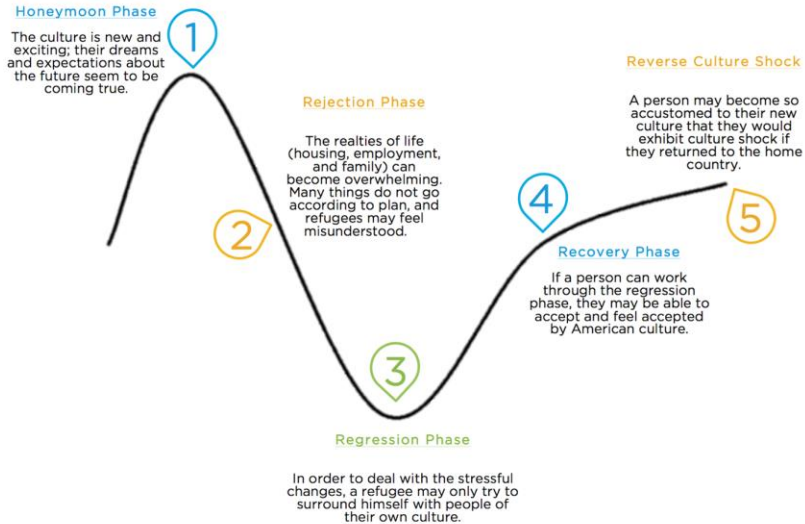 Honeymoon Phase
The culture is new and
exciting; their dreams
and expectations about
the future seem to be
coming true.
1
Rejection Phase
The realties of life
(housing, employment,
and family) can
become overwhelming.
Many things do not go
according to plan, and
refugees may feel
misunderstood.
2
3
Regression Phase
In order to deal with the stressful
changes, a refugee may only try to
surround himself with people of
their own culture.
4
Recovery Phase
If a person can work
through the regression
phase, they may be able to
accept and feel accepted
by American culture.
Reverse Culture Shock
A person may become so
accustomed to their new
culture that they would
exhibit culture shock if
they returned to the home
country.
5